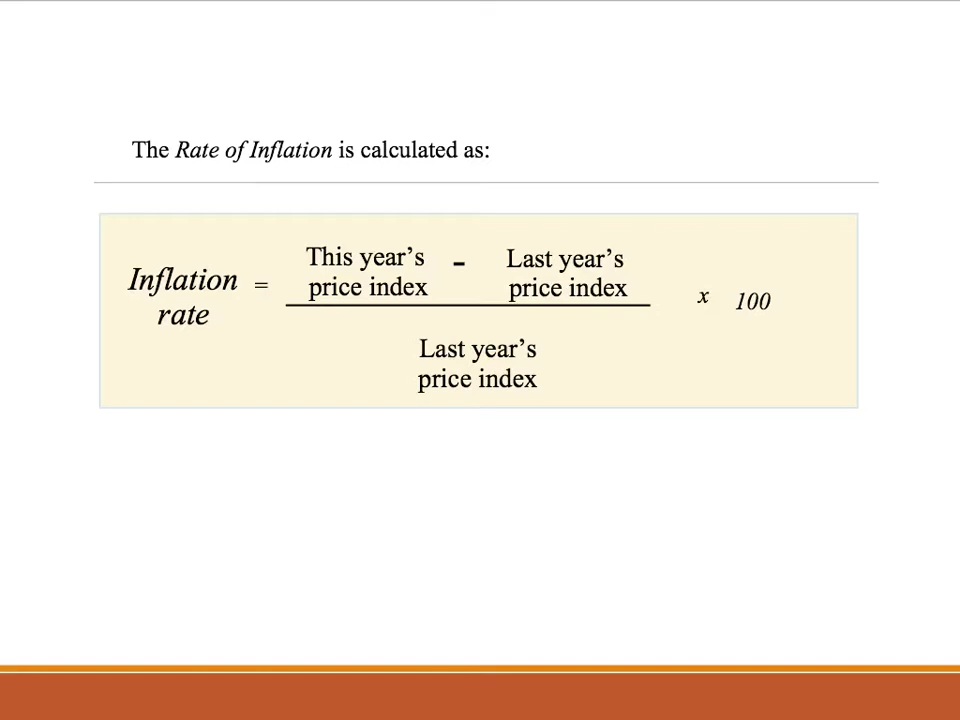 The Rate of Inflation is calculated as:
Inflation rate = This year's price index - Last year's price index x 100
Last year's price index